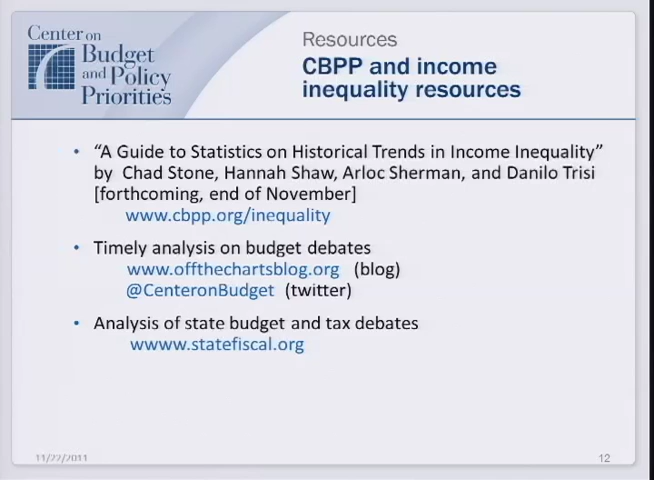 Center on
Budget
and Policy
Priorities
Resources
CBPP and income
inequality resources
• "A Guide to Statistics on Historical Trends in Income Inequality"
by Chad Stone, Hannah Shaw, Arloc Sherman, and Danilo Trisi
[forthcoming, end of November]
www.cbpp.org/inequality
• Timely analysis on budget debates
www.offthechartsblog.org (blog)
@CenteronBudget (twitter)
• Analysis of state budget and tax debates
wwww.statefiscal.org
11/22/2011
12